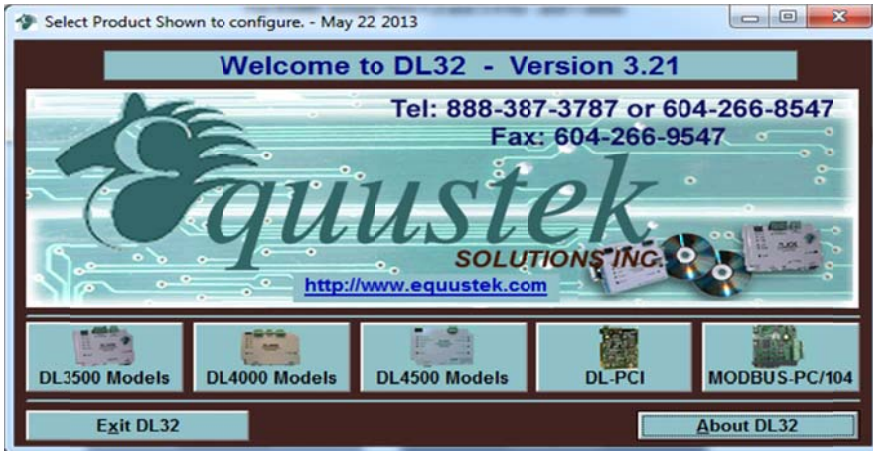 Select Product Shown to configure. - May 22 2013
Welcome to DL32 - Version 3.21
Tel: 888-387-3787 or 604-266-8547
Fax: 604-266-9547
Equustek
SOLUTIONS INC.
http://www.equustek.com
DL3500 Models
DL4000 Models
DL4500 Models
DL-PCI
MODBUS-PC/104
Exit DL32
About DL32